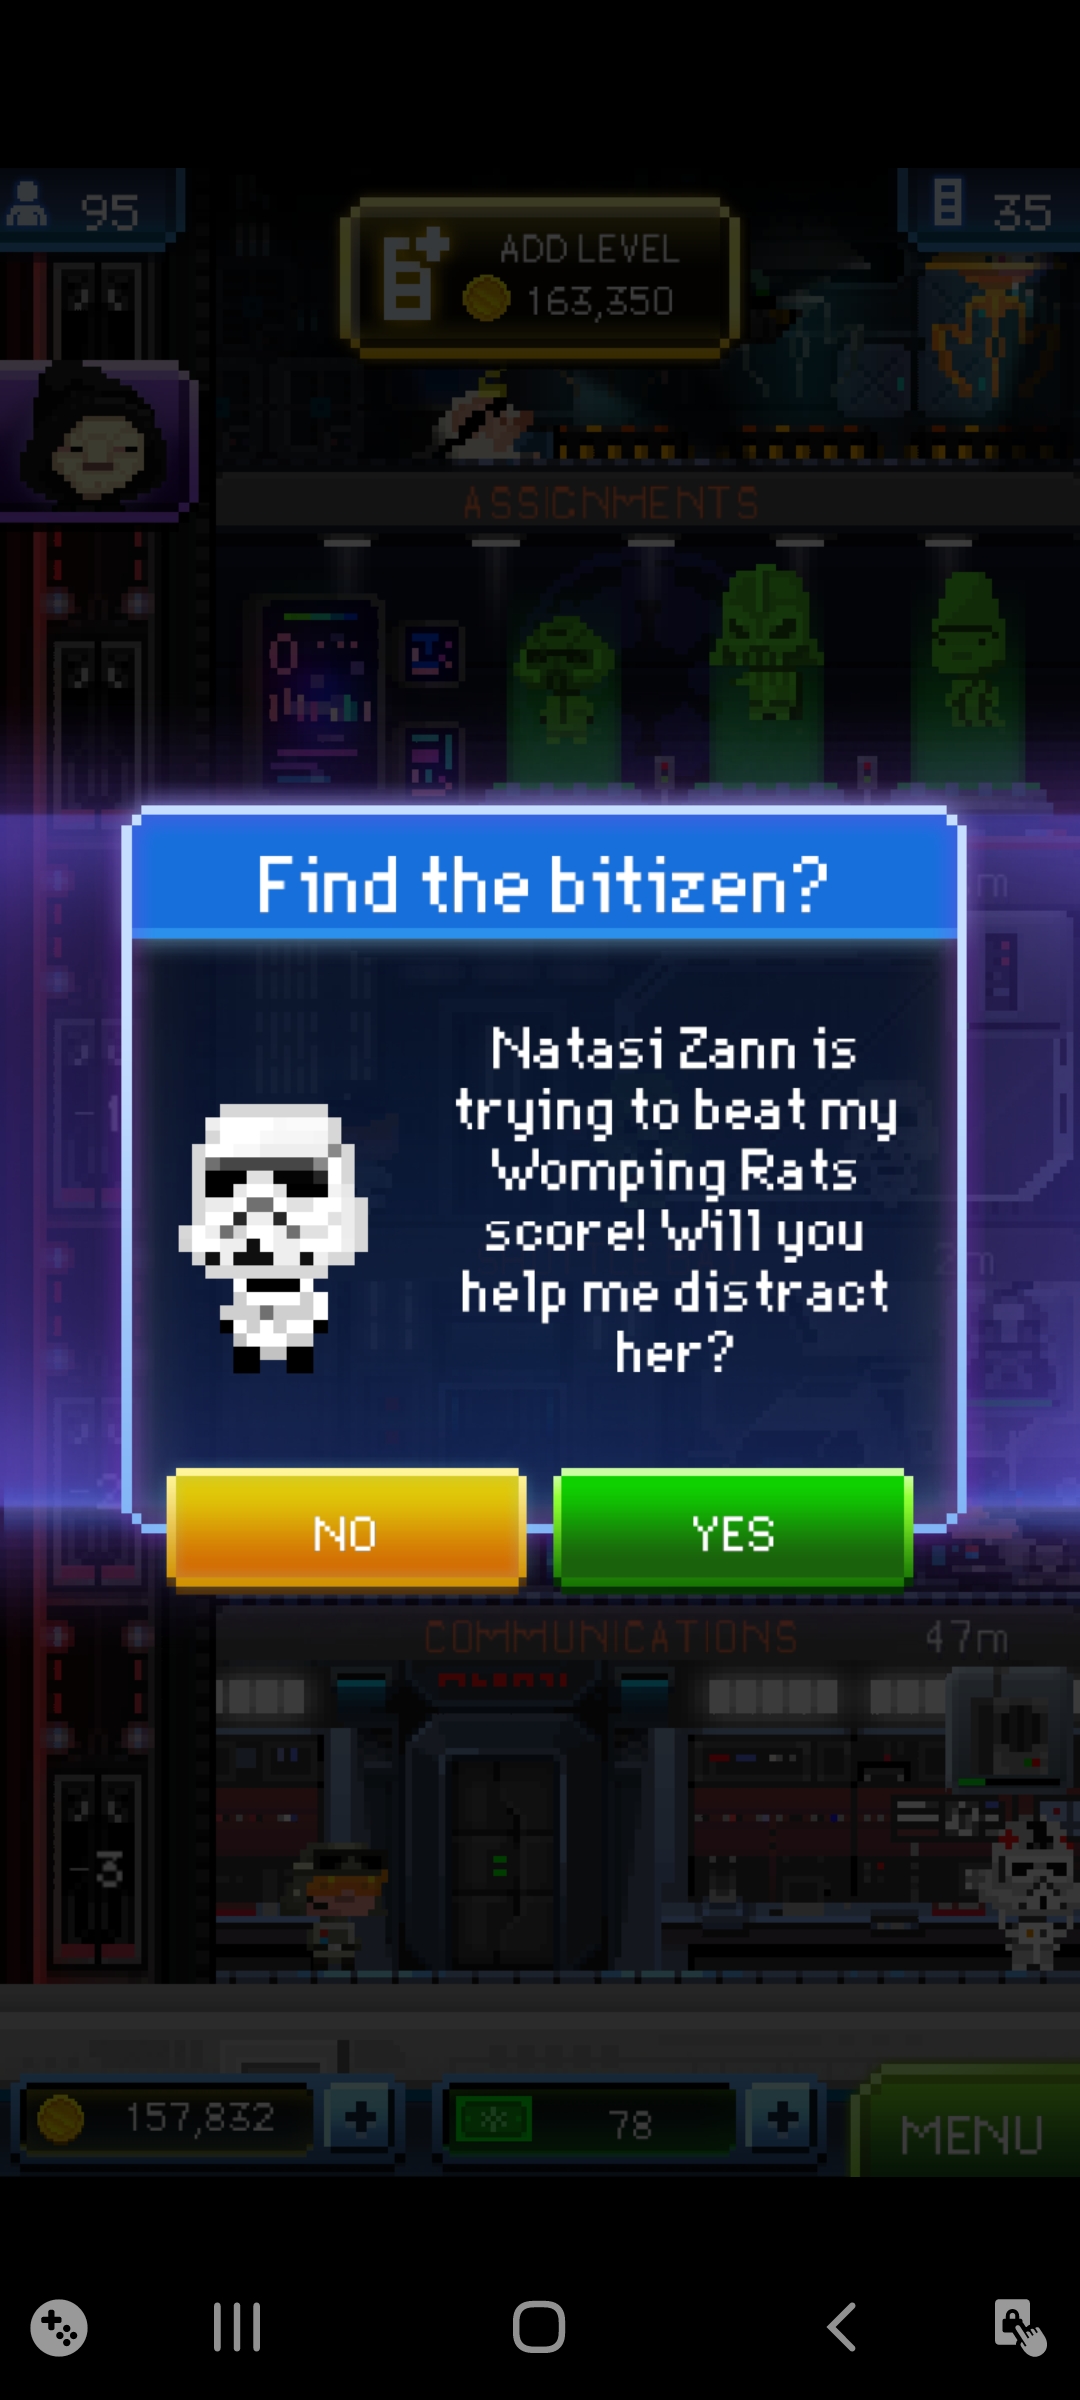 95
ADD LEVEL
163,350
35
ASSIGNMENTS
Find the bitizen?
Natasi Zann is
trying to beat my
Womping Rats
score! Will you
help me distract
her?
NO
YES
COMMUNICATIONS
47m
-3
157,832
78
MENU